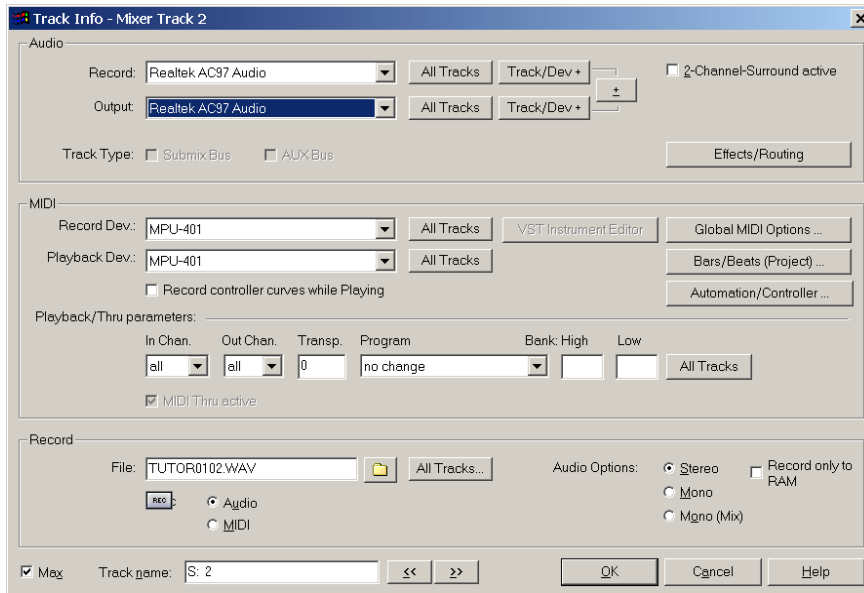 Track Info - Mixer Track 2
Audio
Record: Realtek AC97 Audio All Tracks Track/Dev + 2-Channel-Surround active
+
Output: Realtek AC97 Audio All Tracks Track/Dev +
Track Type: Submix Bus AUX Bus Effects/Routing
MIDI
Record Dev.: MPU-401 All Tracks VST Instrument Editor Global MIDI Options ...
Playback Dev.: MPU-401 All Tracks Bars/Beats (Project) ...
Record controller curves while Playing Automation/Controller ...
Playback/Thru parameters:
In Chan. Out Chan. Transp. Program Bank: High Low
all all 0 no change All Tracks
MIDI Thru active
Record
File: TUTOR0102.WAV All Tracks... Audio Options: Stereo Record only to RAM
REC Audio Mono
MIDI Mono (Mix)
Max Track name: S: 2 << >> OK Cancel Help